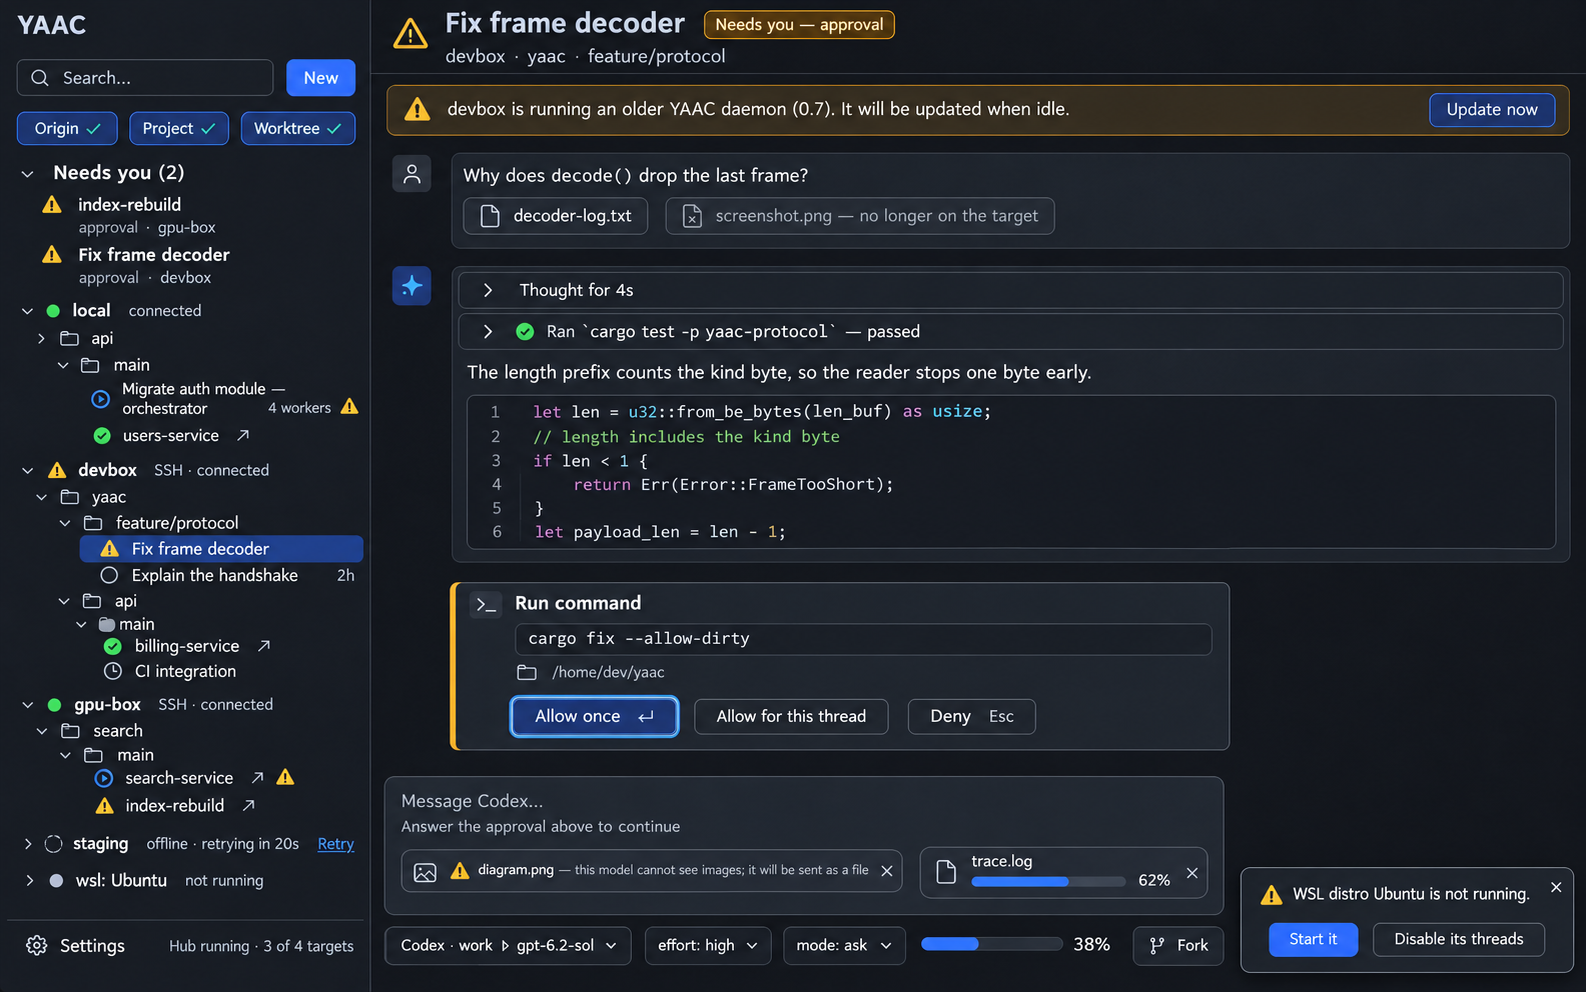 YAAC
Search...
New
Origin
Project
Worktree
Needs you (2)
index-rebuild
approval · gpu-box
Fix frame decoder
approval · devbox
local connected
api
main
Migrate auth module —
orchestrator 4 workers
users-service
devbox SSH · connected
yaac
feature/protocol
Fix frame decoder
Explain the handshake 2h
api
main
billing-service
CI integration
gpu-box SSH · connected
search
main
search-service
index-rebuild
staging offline · retrying in 20s Retry
wsl: Ubuntu not running
Settings Hub running · 3 of 4 targets
Fix frame decoder Needs you — approval
devbox · yaac · feature/protocol
devbox is running an older YAAC daemon (0.7). It will be updated when idle. Update now
Why does decode() drop the last frame?
decoder-log.txt screenshot.png — no longer on the target
Thought for 4s
Ran `cargo test -p yaac-protocol` — passed
The length prefix counts the kind byte, so the reader stops one byte early.
1 let len = u32::from_be_bytes(len_buf) as usize;
2 // length includes the kind byte
3 if len < 1 {
4 return Err(Error::FrameTooShort);
5 }
6 let payload_len = len - 1;
Run command
cargo fix --allow-dirty
/home/dev/yaac
Allow once Allow for this thread Deny Esc
Message Codex...
Answer the approval above to continue
diagram.png — this model cannot see images; it will be sent as a file
trace.log
62%
Codex · work gpt-6.2-sol effort: high mode: ask 38% Fork
WSL distro Ubuntu is not running.
Start it Disable its threads